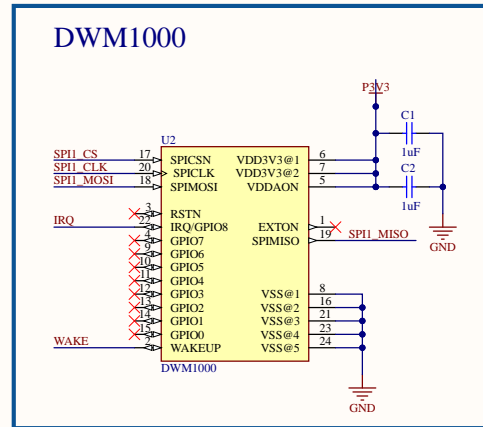 DWM1000
P3V3
C1
1uF
C2
1uF
GND
U2
SPI1_CS 17 SPICSN VDD3V3@1 6
SPI1_CLK 20 SPICLK VDD3V3@2 7
SPI1_MOSI 18 SPIMOSI VDDAON 5
3 RSTN
IRQ 22 IRQ/GPIO8 EXTON 1
4 GPIO7 SPIMISO 19 SPI1_MISO
9 GPIO6
10 GPIO5
11 GPIO4
12 GPIO3 VSS@1 8
13 GPIO2 VSS@2 16
14 GPIO1 VSS@3 21
15 GPIO0 VSS@4 23
WAKE 2 WAKEUP VSS@5 24
DWM1000
GND